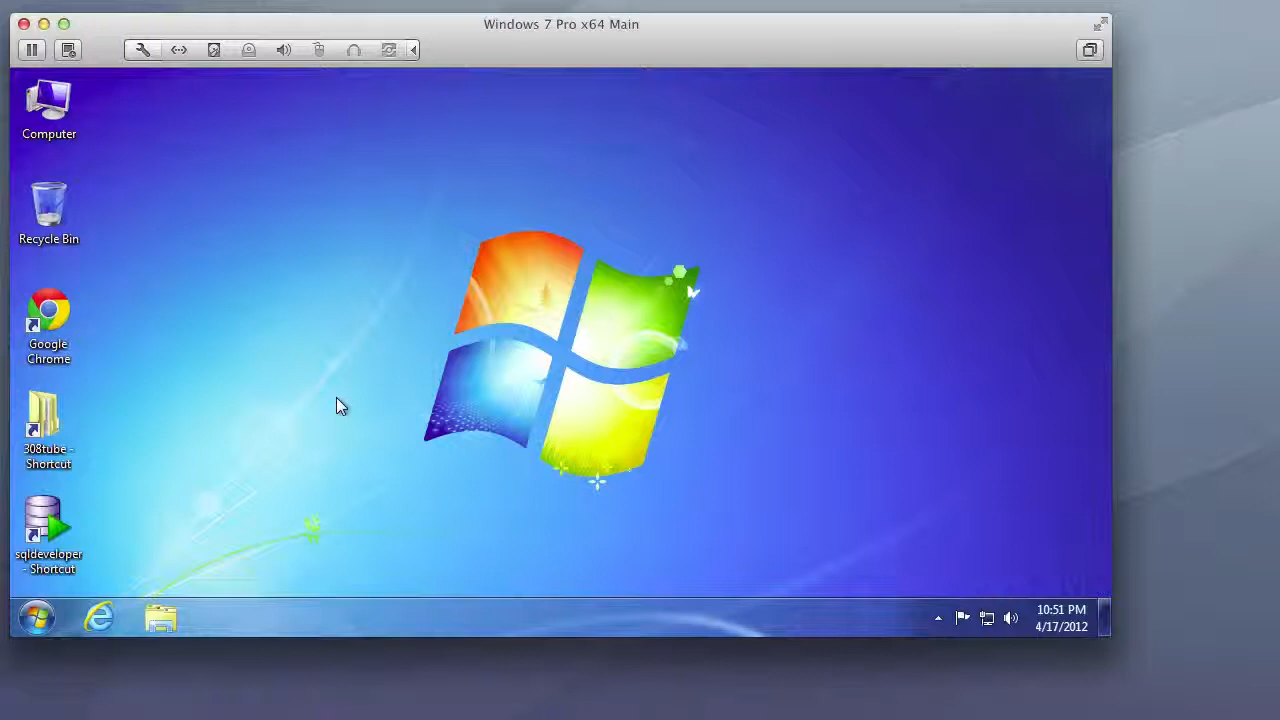 Windows 7 Pro x64 Main
Computer
Recycle Bin
Google
Chrome
308tube -
Shortcut
sqldeveloper
- Shortcut
10:51 PM
4/17/2012